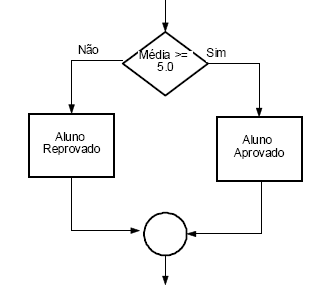 Não
Média >=
5.0
Sim
Aluno
Reprovado
Aluno
Aprovado